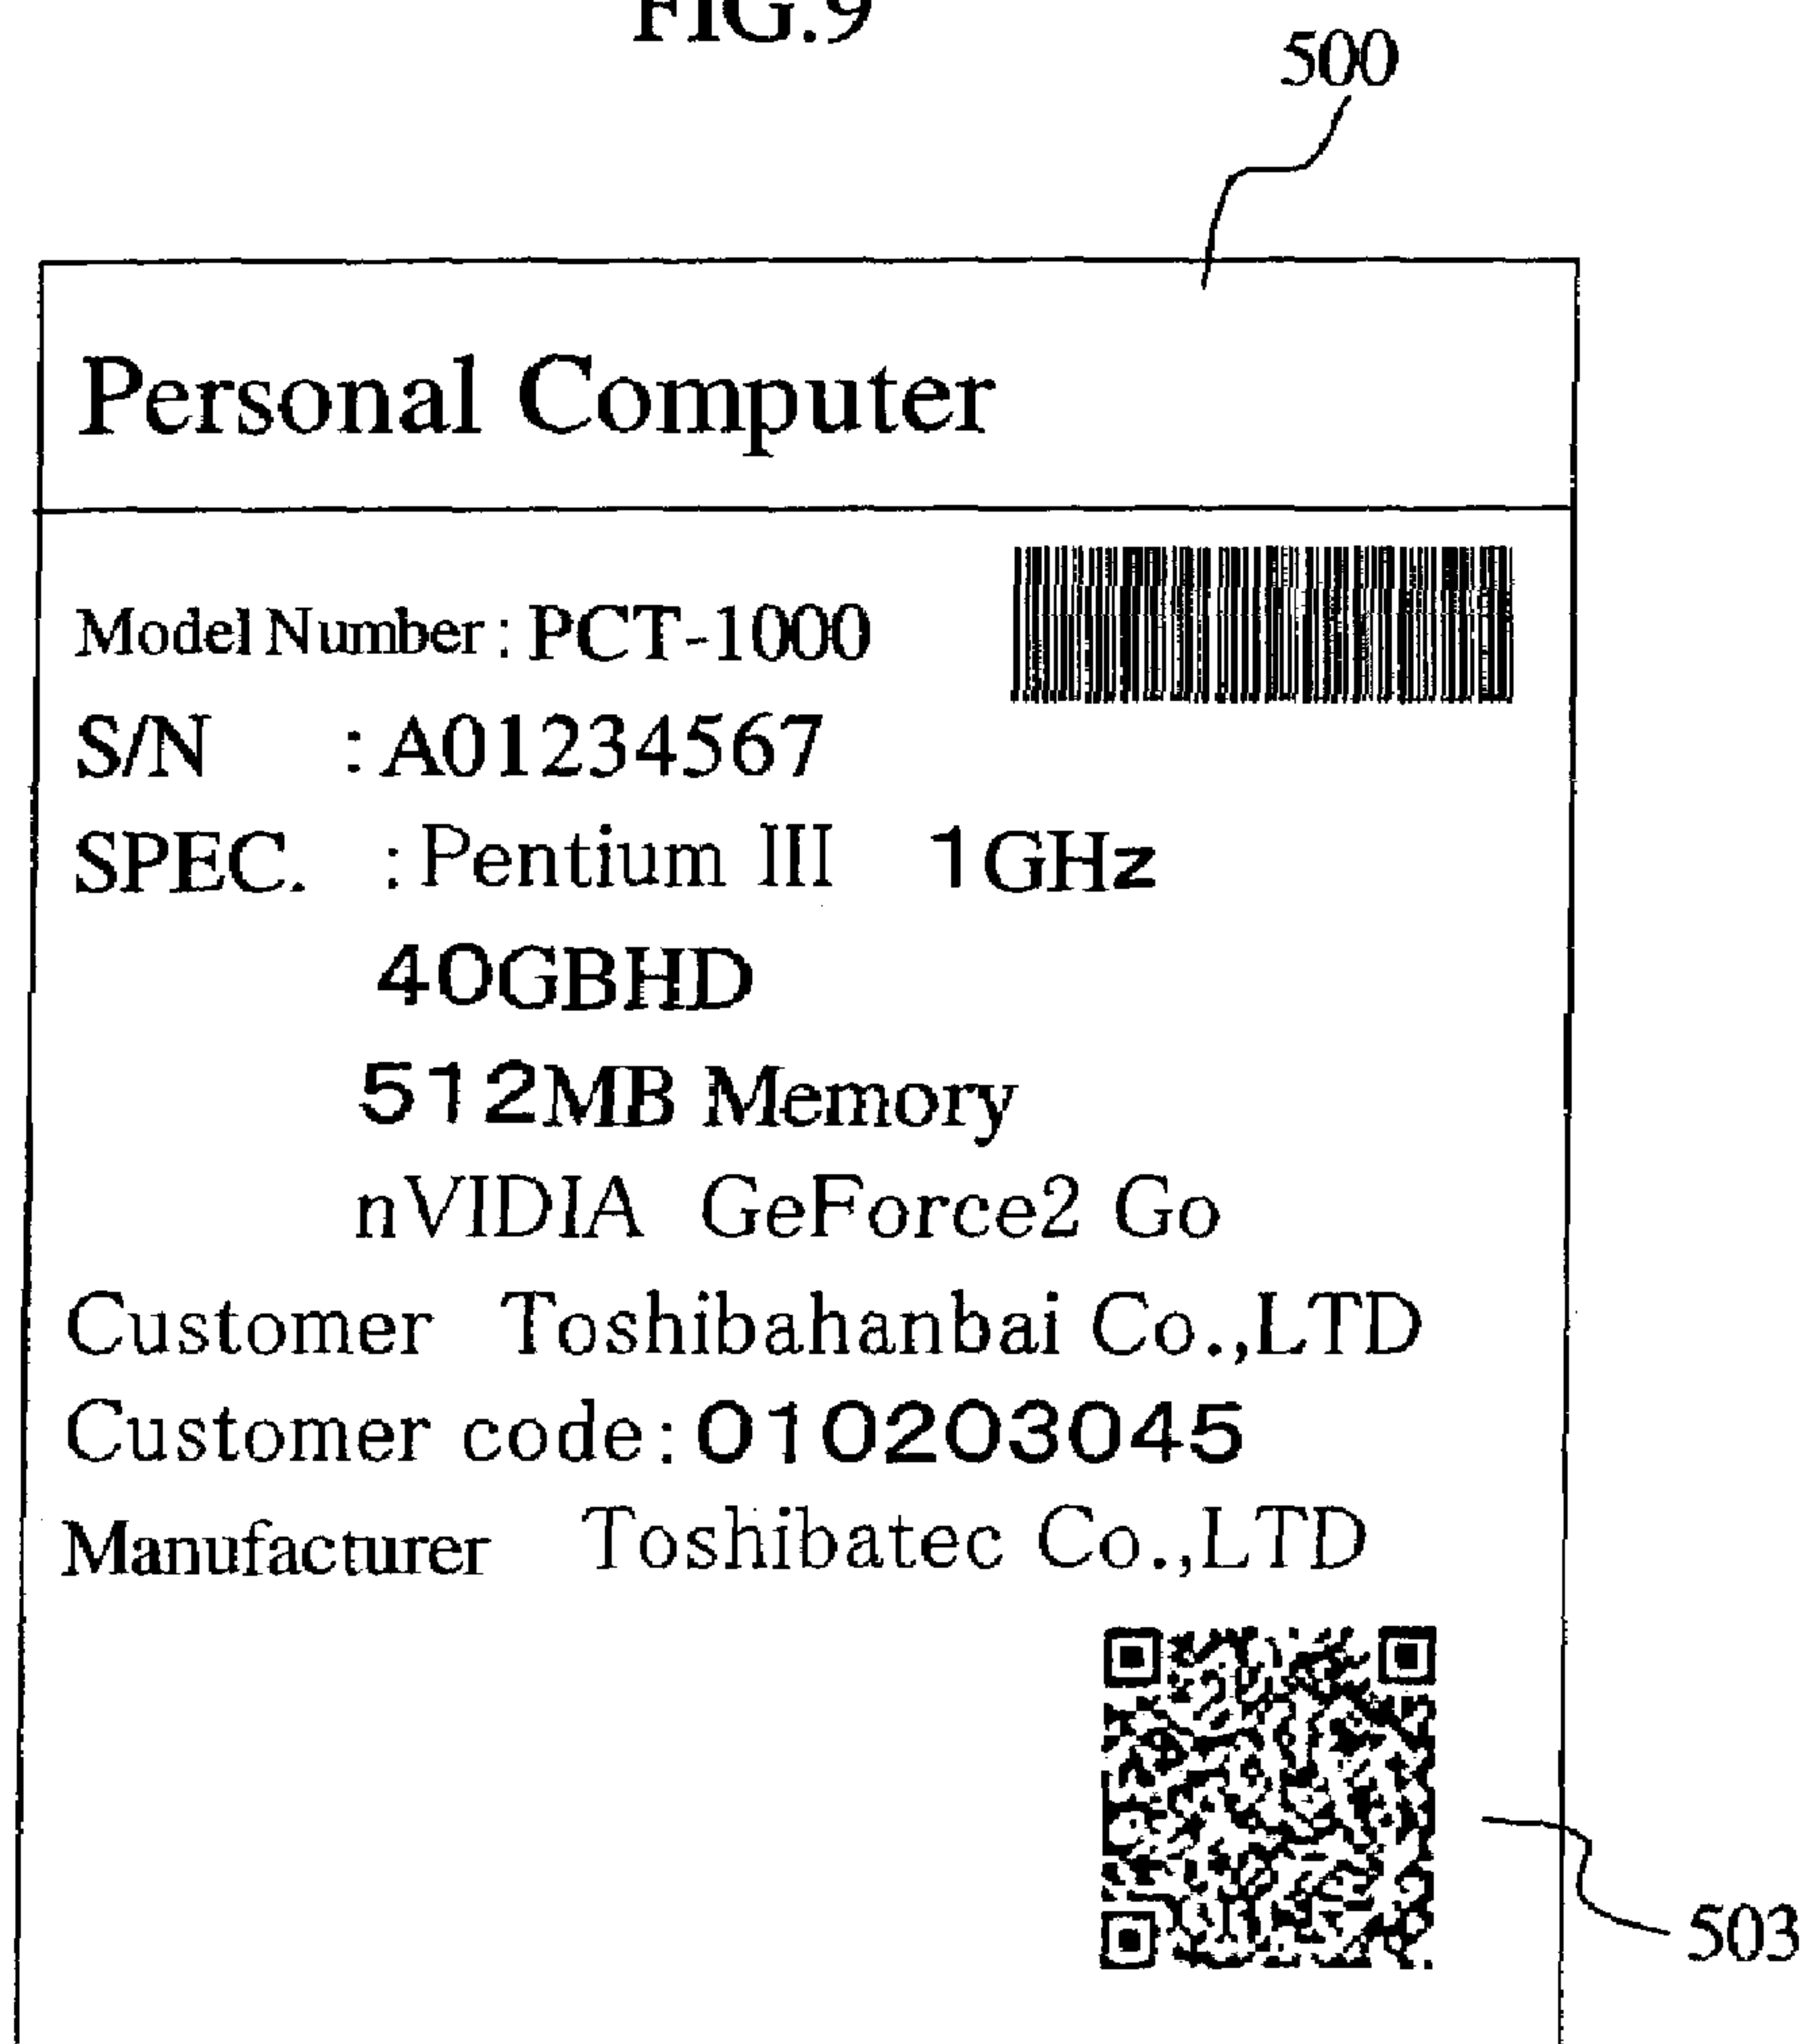 FIG.9
500
Personal Computer
Model Number: PCT-1000
S/N : A01234567
SPEC. : Pentium III 1GHz
40GBHD
512MB Memory
nVIDIA GeForce2 Go
Customer Toshibahanbai Co.,LTD
Customer code: 010203045
Manufacturer Toshibatec Co.,LTD
503